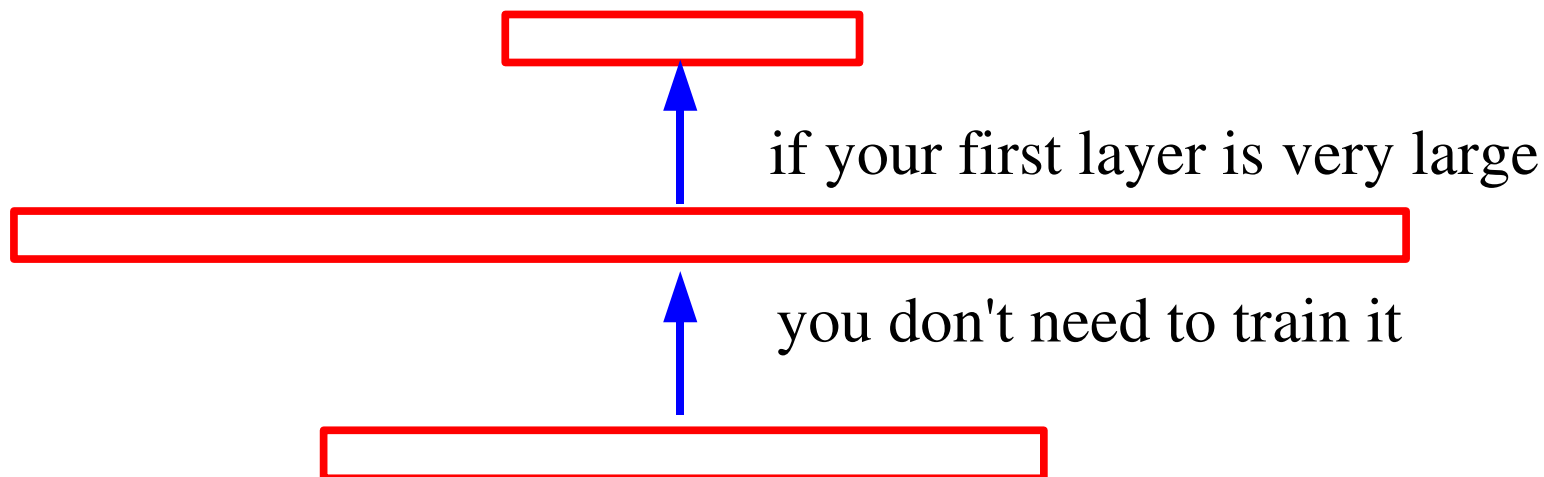 if your first layer is very large
you don't need to train it